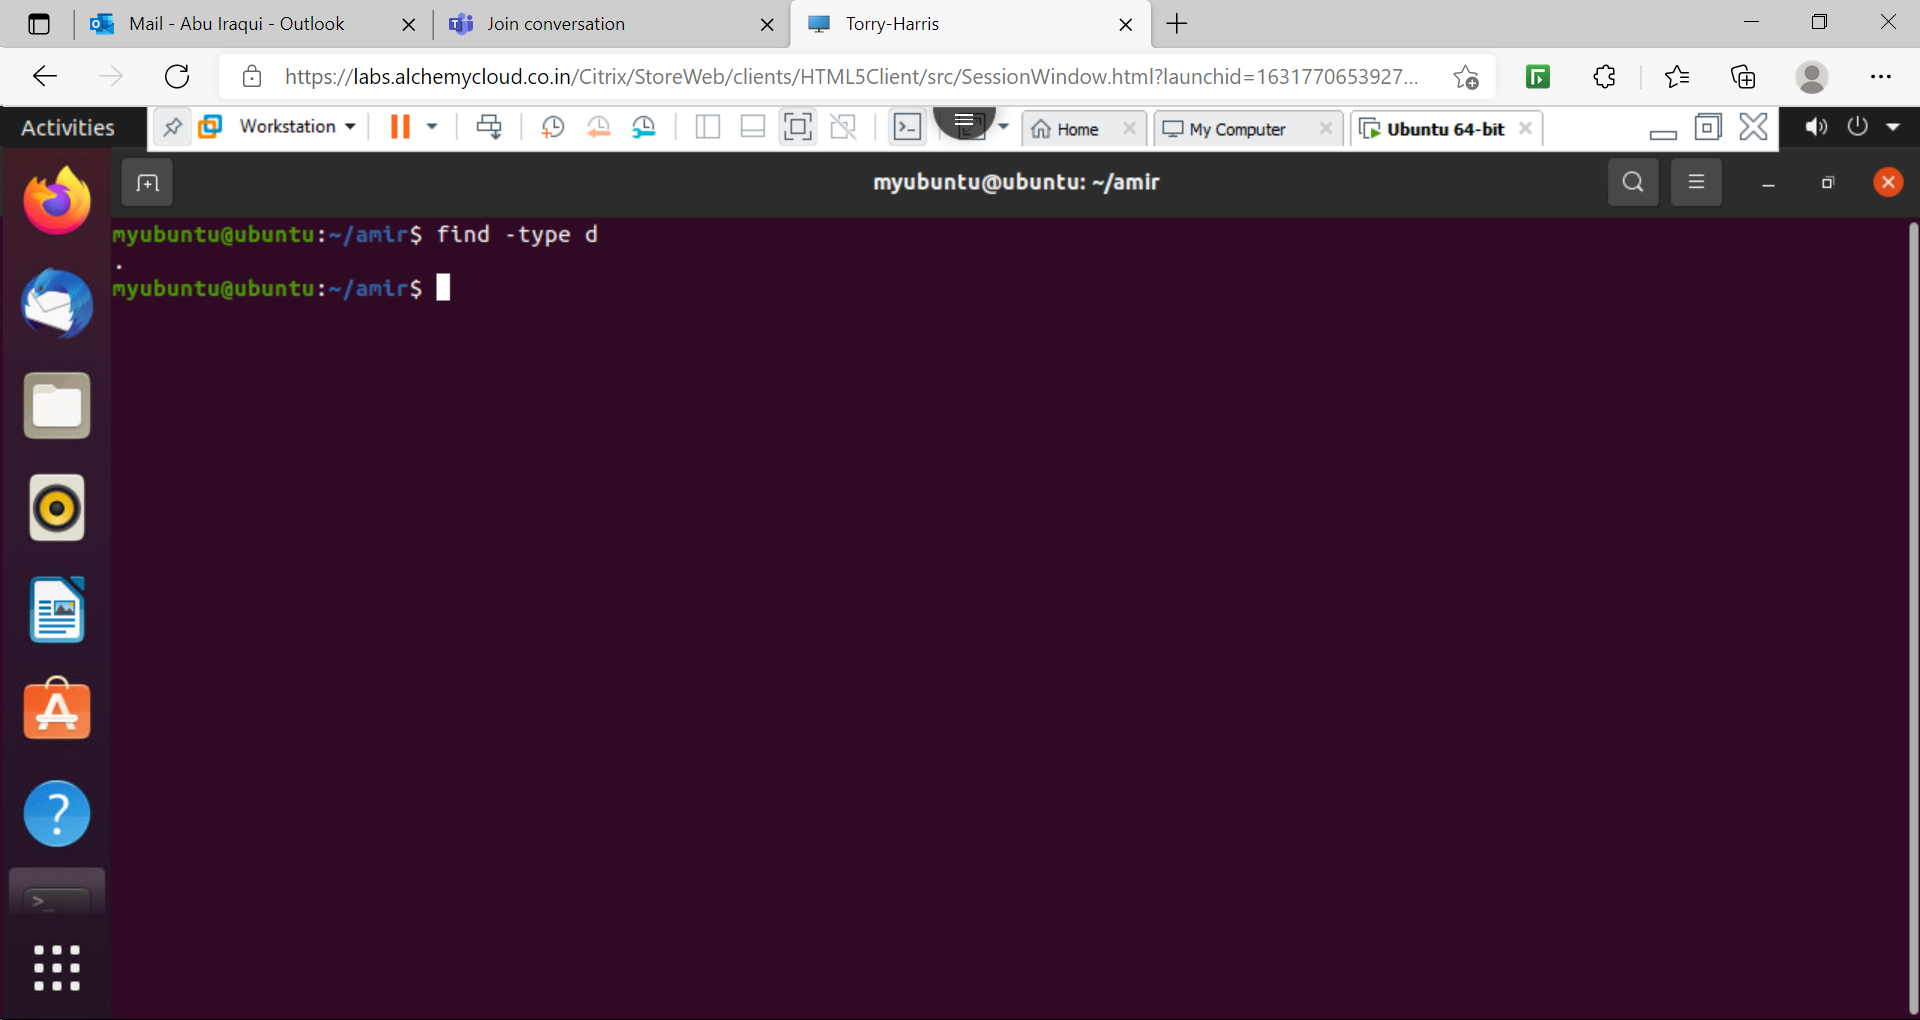 Mail - Abu Iraqui - Outlook
Join conversation
Torry-Harris
https://labs.alchemycloud.co.in/Citrix/StoreWeb/clients/HTML5Client/src/SessionWindow.html?launchid=1631770653927...
Activities
Workstation
Home
My Computer
Ubuntu 64-bit
myubuntu@ubuntu: ~/amir
myubuntu@ubuntu:~/amir$ find -type d
.
myubuntu@ubuntu:~/amir$